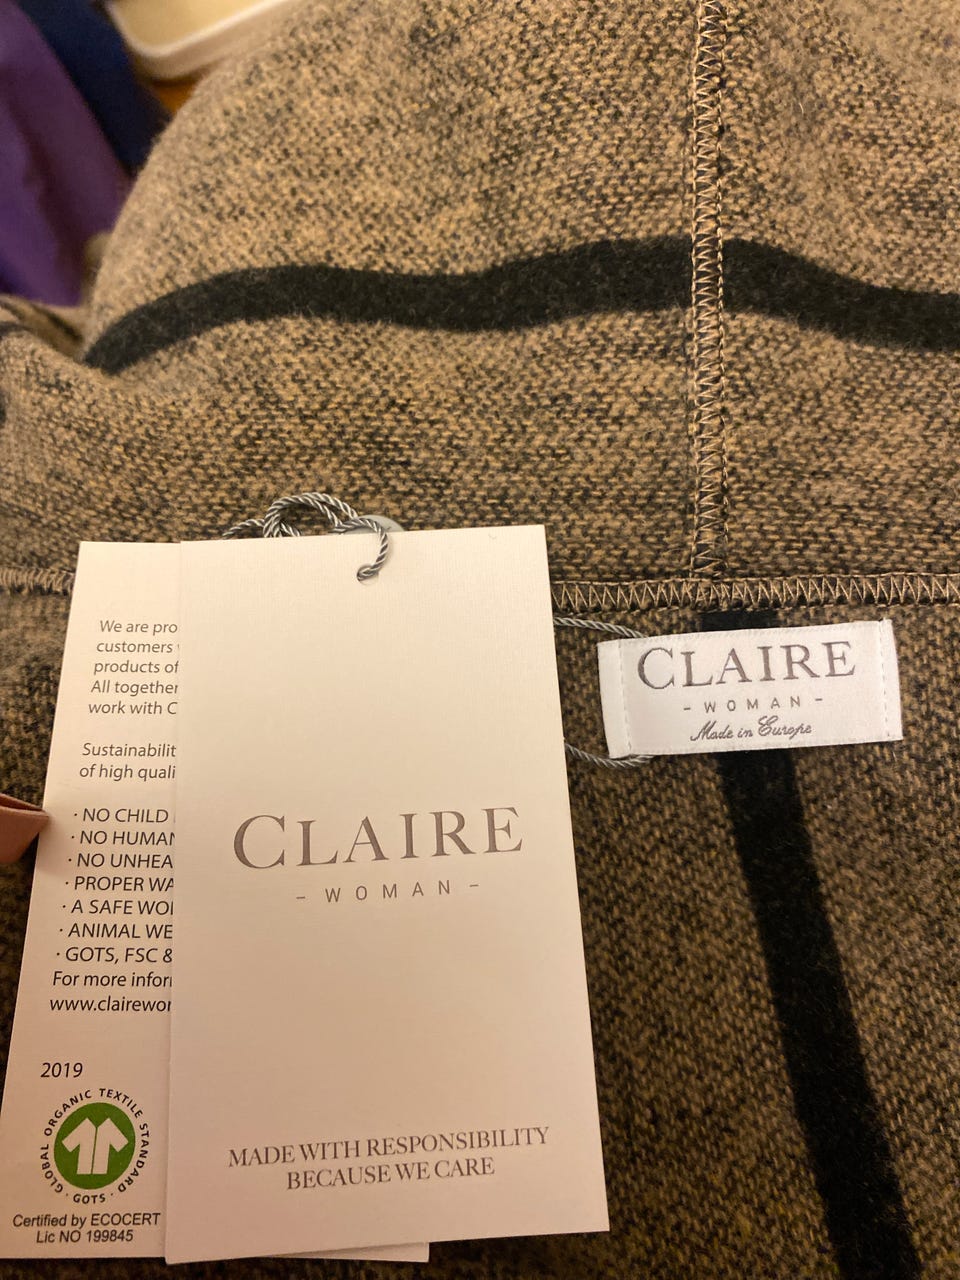 We are pro
customers
products of
All together
work with C
Sustainabilit
of high quali
· NO CHILD
· NO HUMAN
· NO UNHEA
· PROPER WA
· A SAFE WOR
· ANIMAL WE
· GOTS, FSC &
For more infor
www.clairewor
2019
GLOBAL ORGANIC TEXTILE STANDARD
· GOTS ·
Certified by ECOCERT
Lic NO 199845
CLAIRE
- WOMAN -
MADE WITH RESPONSIBILITY
BECAUSE WE CARE
CLAIRE
- WOMAN -
Made in Europe